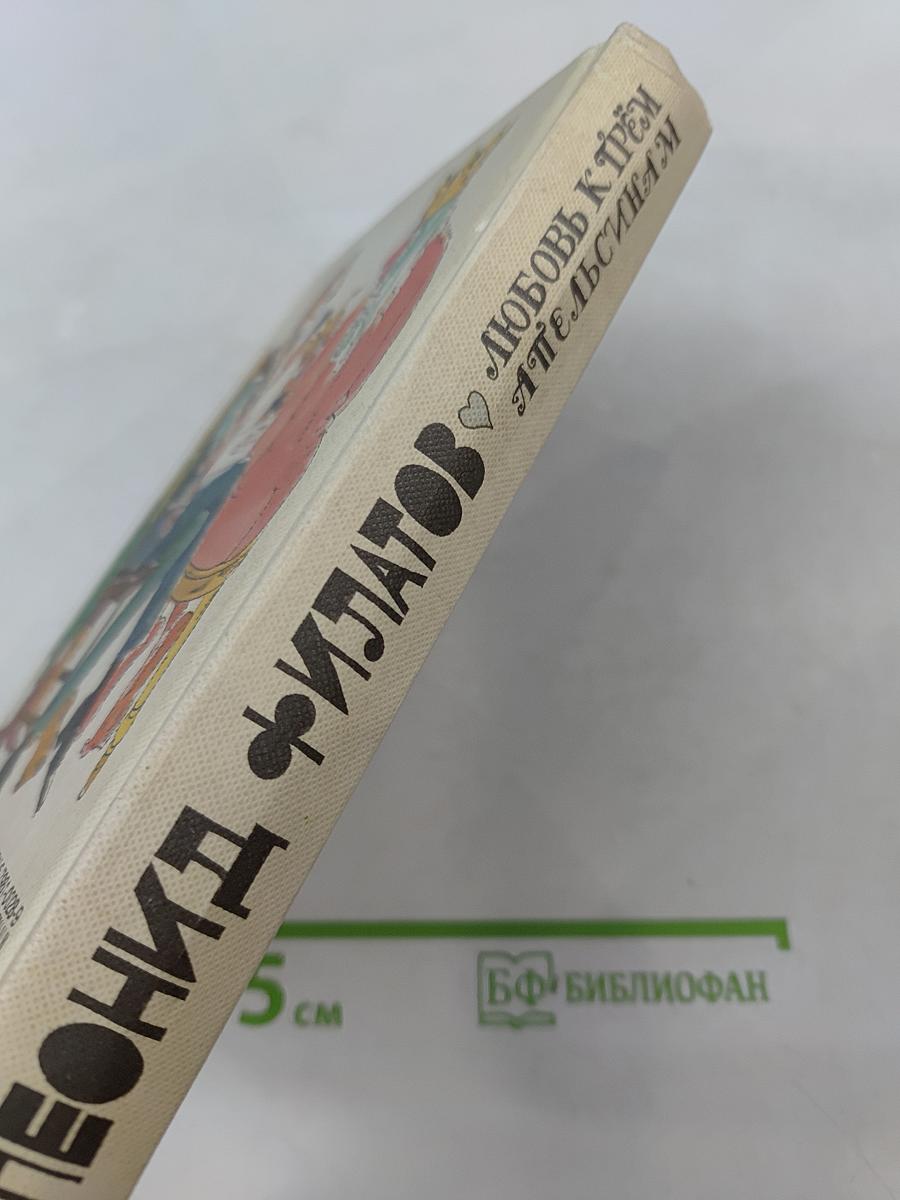 ЛЕОНИД ФИЛАТОВ
ЛЮБОВЬ К ТРЁМ
АПЕЛЬСИНАМ
5 см
БФ БИБЛИОФАН